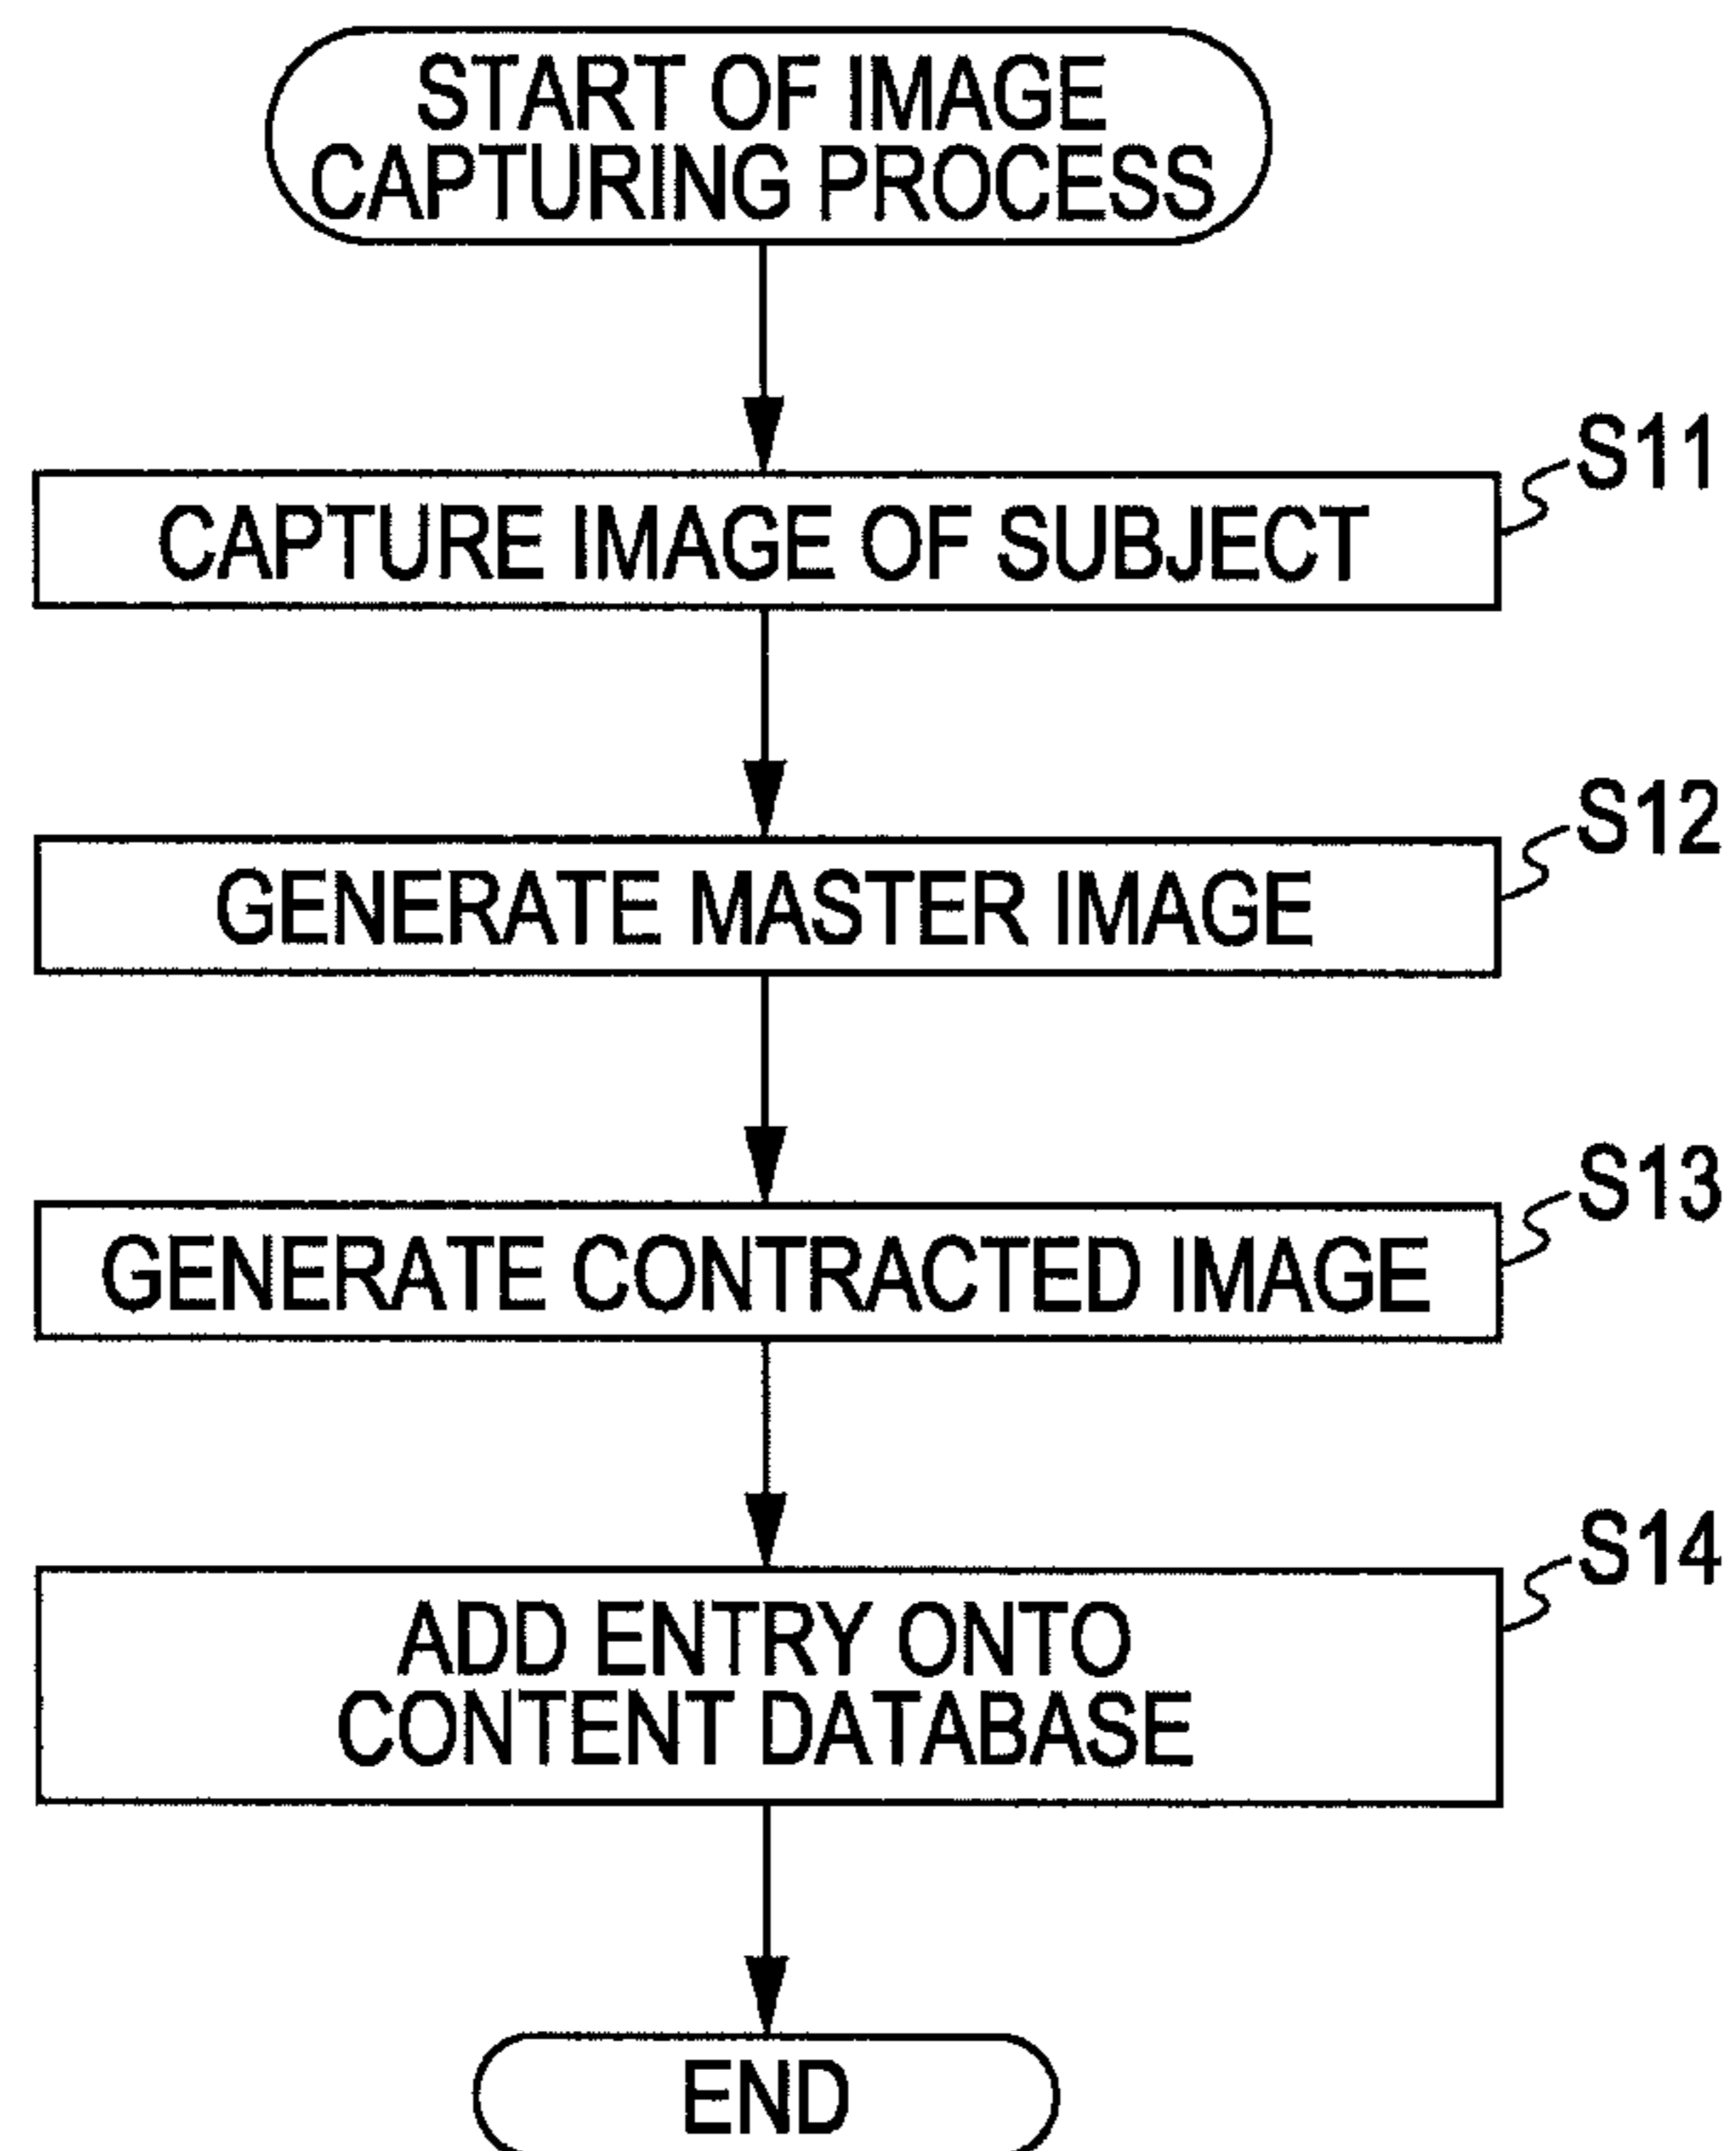 START OF IMAGE
CAPTURING PROCESS
S11
CAPTURE IMAGE OF SUBJECT
S12
GENERATE MASTER IMAGE
S13
GENERATE CONTRACTED IMAGE
S14
ADD ENTRY ONTO
CONTENT DATABASE
END